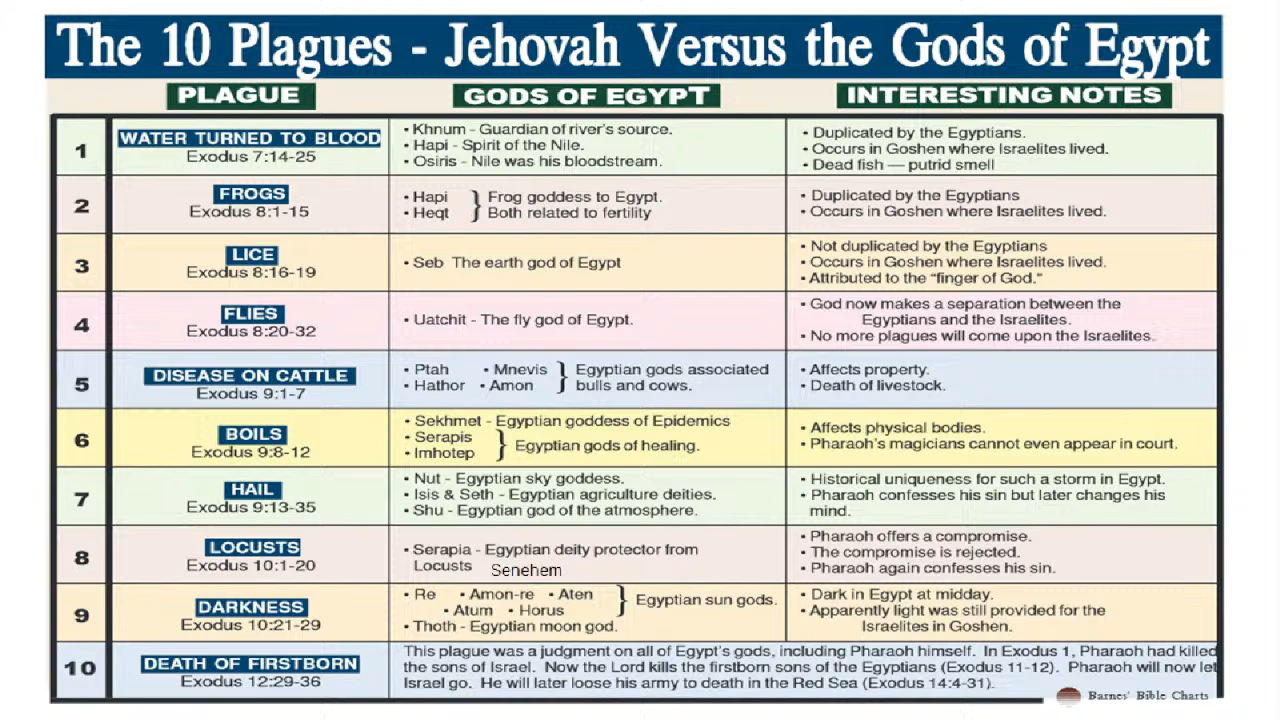 The 10 Plagues - Jehovah Versus the Gods of Egypt
PLAGUE
GODS OF EGYPT
INTERESTING NOTES
1
WATER TURNED TO BLOOD
Exodus 7:14-25
• Khnum - Guardian of river's source.
• Hapi - Spirit of the Nile.
• Osiris - Nile was his bloodstream.
• Duplicated by the Egyptians.
• Occurs in Goshen where Israelites lived.
• Dead fish — putrid smell
2
FROGS
Exodus 8:1-15
• Hapi } Frog goddess to Egypt.
• Heqt Both related to fertility
• Duplicated by the Egyptians
• Occurs in Goshen where Israelites lived.
3
LICE
Exodus 8:16-19
• Seb The earth god of Egypt
• Not duplicated by the Egyptians
• Occurs in Goshen where Israelites lived.
• Attributed to the "finger of God."
4
FLIES
Exodus 8:20-32
• Uatchit - The fly god of Egypt.
• God now makes a separation between the
Egyptians and the Israelites.
• No more plagues will come upon the Israelites.
5
DISEASE ON CATTLE
Exodus 9:1-7
• Ptah • Mnevis } Egyptian gods associated
• Hathor • Amon bulls and cows.
• Affects property.
• Death of livestock.
6
BOILS
Exodus 9:8-12
• Sekhmet - Egyptian goddess of Epidemics
• Serapis } Egyptian gods of healing.
• Imhotep
• Affects physical bodies.
• Pharaoh's magicians cannot even appear in court.
7
HAIL
Exodus 9:13-35
• Nut - Egyptian sky goddess.
• Isis & Seth - Egyptian agriculture deities.
• Shu - Egyptian god of the atmosphere.
• Historical uniqueness for such a storm in Egypt.
• Pharaoh confesses his sin but later changes his
mind.
8
LOCUSTS
Exodus 10:1-20
• Serapia - Egyptian deity protector from
Locusts Senehem
• Pharaoh offers a compromise.
• The compromise is rejected.
• Pharaoh again confesses his sin.
9
DARKNESS
Exodus 10:21-29
• Re • Amon-re • Aten } Egyptian sun gods.
• Atum • Horus
• Thoth - Egyptian moon god.
• Dark in Egypt at midday.
• Apparently light was still provided for the
Israelites in Goshen.
10
DEATH OF FIRSTBORN
Exodus 12:29-36
This plague was a judgment on all of Egypt's gods, including Pharaoh himself. In Exodus 1, Pharaoh had killed
the sons of Israel. Now the Lord kills the firstborn sons of the Egyptians (Exodus 11-12). Pharaoh will now let
Israel go. He will later loose his army to death in the Red Sea (Exodus 14:4-31).
Barnes' Bible Charts